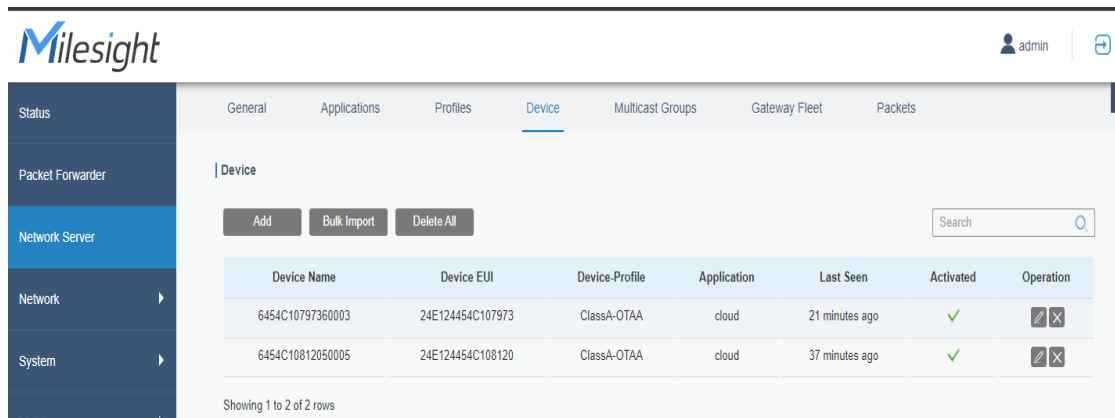 Milesight
admin
Status
General Applications Profiles Device Multicast Groups Gateway Fleet Packets
Packet Forwarder
Device
Add Bulk Import Delete All Search
Network Server
Device Name Device EUI Device-Profile Application Last Seen Activated Operation
Network
6454C10797360003 24E124454C107973 ClassA-OTAA cloud 21 minutes ago
6454C10812050005 24E124454C108120 ClassA-OTAA cloud 37 minutes ago
System
Showing 1 to 2 of 2 rows